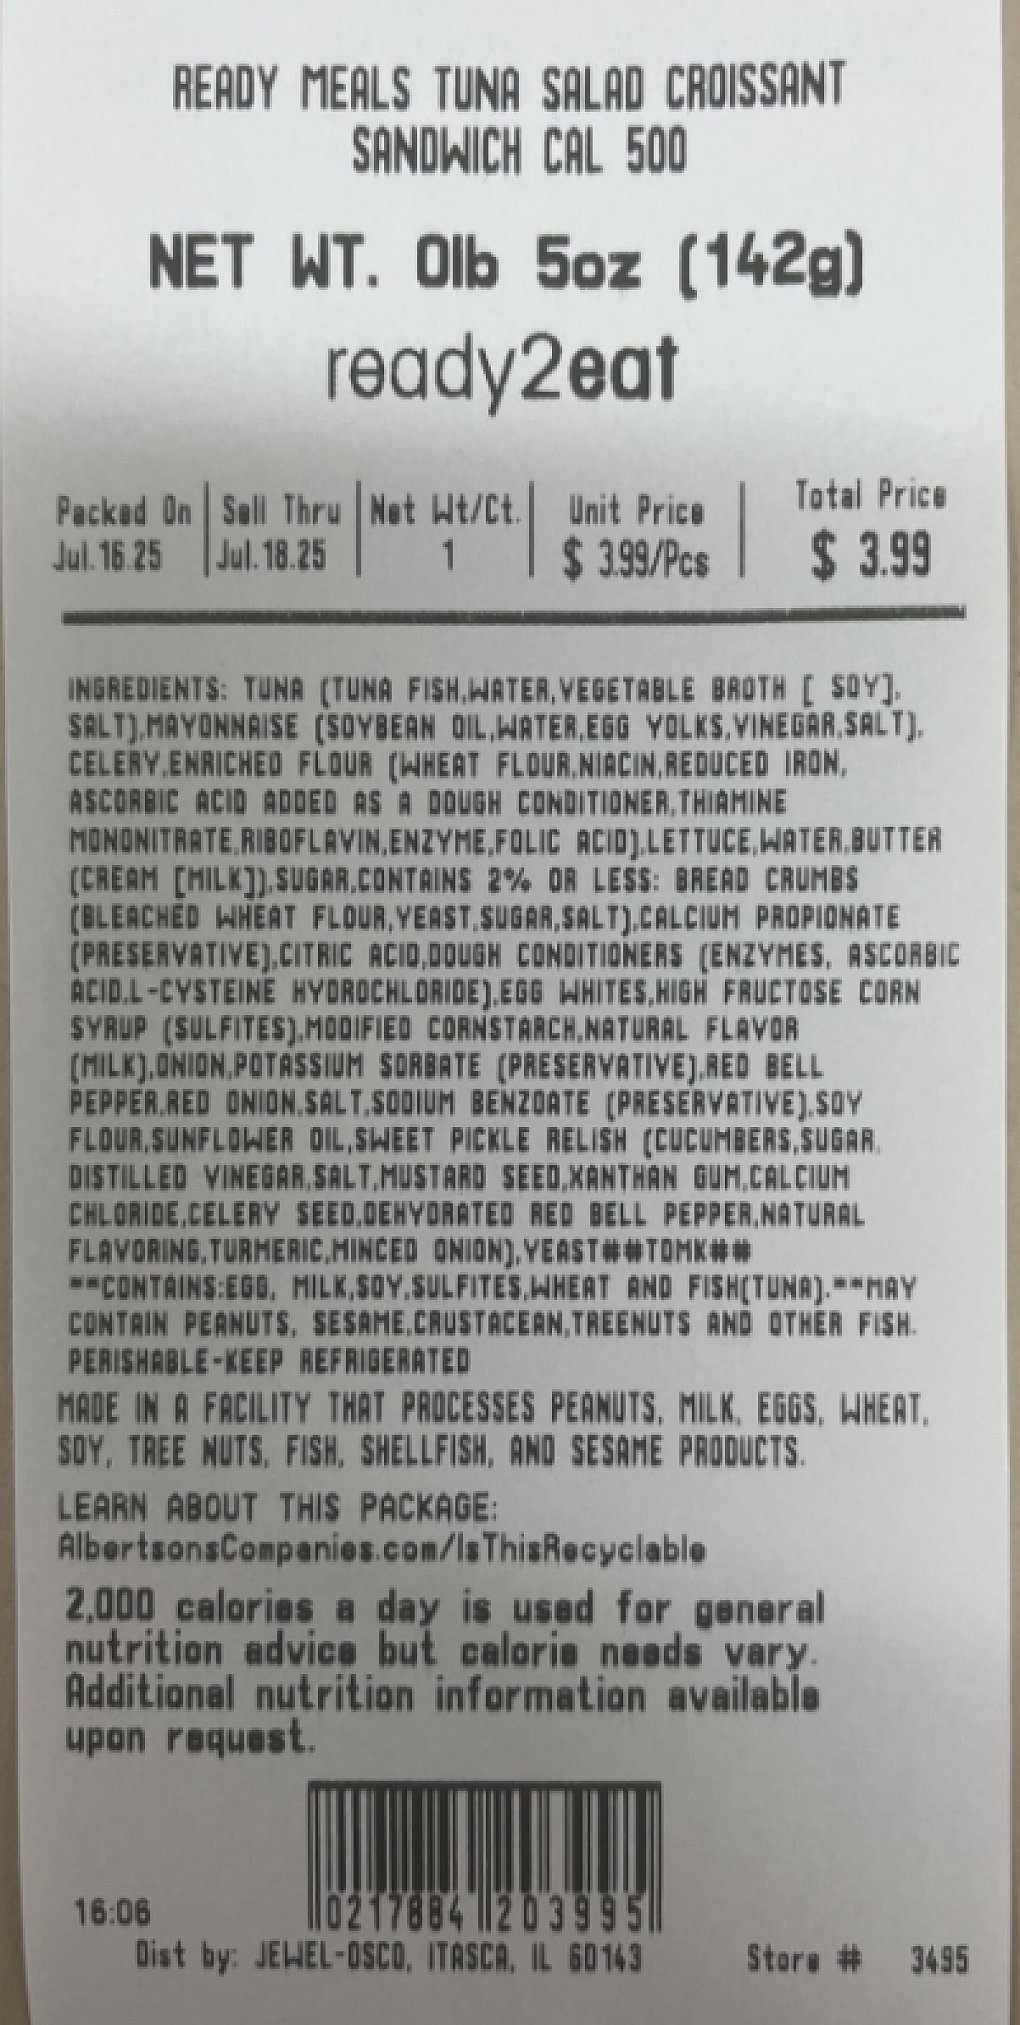 READY MEALS TUNA SALAD CROISSANT
SANDWICH CAL 500
NET WT. 0lb 5oz (142g)
ready2eat
Packed On | Sell Thru | Net Wt/Ct. | Unit Price | Total Price
Jul.16.25 | Jul.18.25 | 1 | $ 3.99/Pcs | $ 3.99
INGREDIENTS: TUNA (TUNA FISH,WATER,VEGETABLE BROTH [ SOY],
SALT),MAYONNAISE (SOYBEAN OIL,WATER,EGG YOLKS,VINEGAR,SALT),
CELERY,ENRICHED FLOUR (WHEAT FLOUR,NIACIN,REDUCED IRON,
ASCORBIC ACID ADDED AS A DOUGH CONDITIONER,THIAMINE
MONONITRATE,RIBOFLAVIN,ENZYME,FOLIC ACID),LETTUCE,WATER,BUTTER
(CREAM [MILK]),SUGAR,CONTAINS 2% OR LESS: BREAD CRUMBS
(BLEACHED WHEAT FLOUR,YEAST,SUGAR,SALT),CALCIUM PROPIONATE
(PRESERVATIVE),CITRIC ACID,DOUGH CONDITIONERS (ENZYMES, ASCORBIC
ACID,L-CYSTEINE HYDROCHLORIDE),EGG WHITES,HIGH FRUCTOSE CORN
SYRUP (SULFITES),MODIFIED CORNSTARCH,NATURAL FLAVOR
(MILK),ONION,POTASSIUM SORBATE (PRESERVATIVE),RED BELL
PEPPER,RED ONION,SALT,SODIUM BENZOATE (PRESERVATIVE),SOY
FLOUR,SUNFLOWER OIL,SWEET PICKLE RELISH (CUCUMBERS,SUGAR,
DISTILLED VINEGAR,SALT,MUSTARD SEED,XANTHAN GUM,CALCIUM
CHLORIDE,CELERY SEED,DEHYDRATED RED BELL PEPPER,NATURAL
FLAVORING,TURMERIC,MINCED ONION),YEAST##TOMK##
**CONTAINS:EGG, MILK,SOY,SULFITES,WHEAT AND FISH(TUNA).**MAY
CONTAIN PEANUTS, SESAME,CRUSTACEAN,TREENUTS AND OTHER FISH.
PERISHABLE-KEEP REFRIGERATED
MADE IN A FACILITY THAT PROCESSES PEANUTS, MILK, EGGS, WHEAT,
SOY, TREE NUTS, FISH, SHELLFISH, AND SESAME PRODUCTS.
LEARN ABOUT THIS PACKAGE:
AlbertsonsCompanies.com/IsThisRecyclable
2,000 calories a day is used for general
nutrition advice but calorie needs vary.
Additional nutrition information available
upon request.
0217884 203995
16:06
Dist by: JEWEL-OSCO, ITASCA, IL 60143 Store # 3495